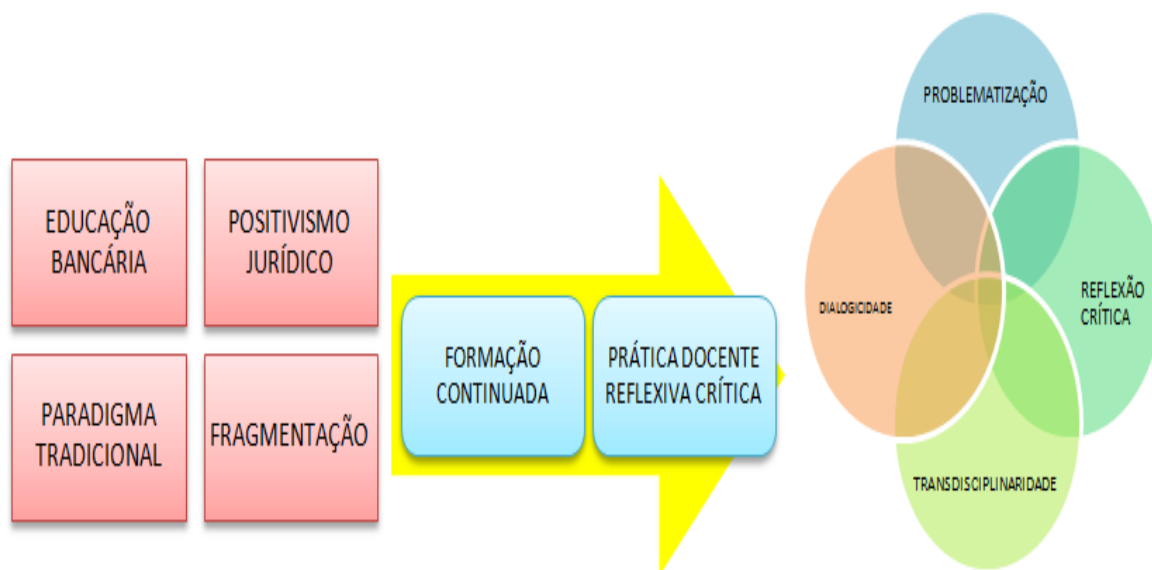 EDUCAÇÃO
BANCÁRIA
POSITIVISMO
JURÍDICO
PARADIGMA
TRADICIONAL
FRAGMENTAÇÃO
FORMAÇÃO
CONTINUADA
PRÁTICA DOCENTE
REFLEXIVA CRÍTICA
PROBLEMATIZAÇÃO
DIALOGICIDADE
REFLEXÃO
CRÍTICA
TRANSDISCIPLINARIDADE